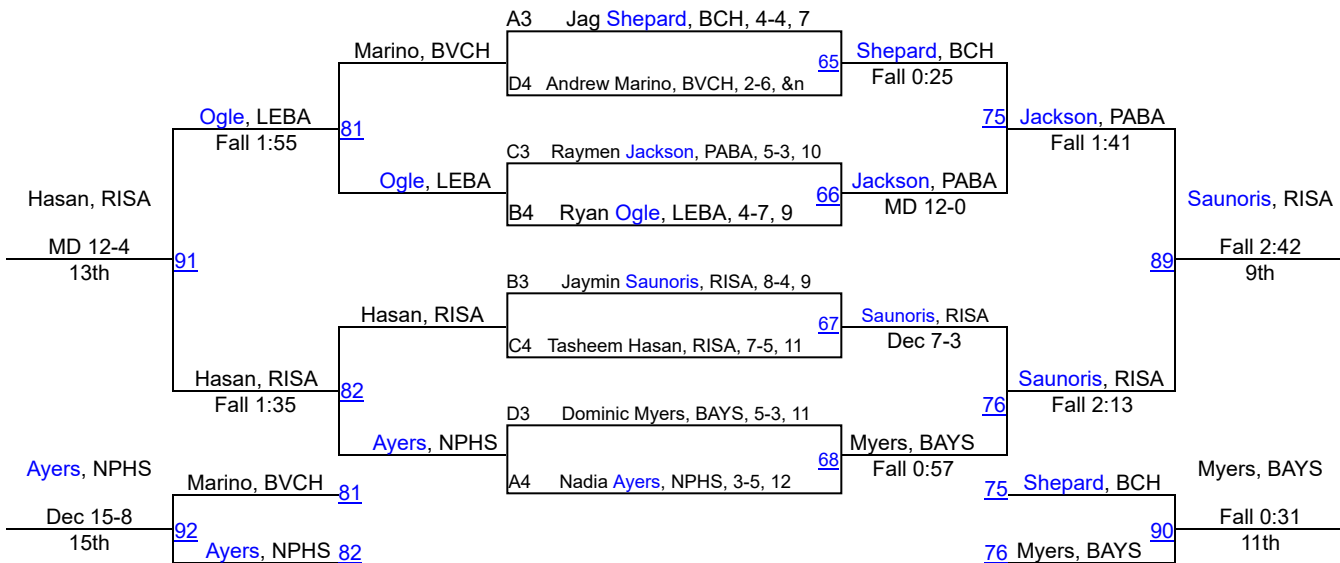 A3 Jag Shepard, BCH, 4-4, 7
Marino, BVCH
65
Shepard, BCH
Fall 0:25
D4 Andrew Marino, BVCH, 2-6, &n
Ogle, LEBA
Fall 1:55
81
75
Jackson, PABA
Fall 1:41
C3 Raymen Jackson, PABA, 5-3, 10
Ogle, LEBA
66
Jackson, PABA
MD 12-0
B4 Ryan Ogle, LEBA, 4-7, 9
Hasan, RISA
MD 12-4
13th
91
Saunoris, RISA
Fall 2:42
9th
89
B3 Jaymin Saunoris, RISA, 8-4, 9
Hasan, RISA
67
Saunoris, RISA
Dec 7-3
C4 Tasheem Hasan, RISA, 7-5, 11
Hasan, RISA
Fall 1:35
82
76
Saunoris, RISA
Fall 2:13
D3 Dominic Myers, BAYS, 5-3, 11
Ayers, NPHS
68
Myers, BAYS
Fall 0:57
A4 Nadia Ayers, NPHS, 3-5, 12
Ayers, NPHS
Dec 15-8
15th
92
Marino, BVCH 81
Ayers, NPHS 82
75 Shepard, BCH
76 Myers, BAYS
90
Myers, BAYS
Fall 0:31
11th